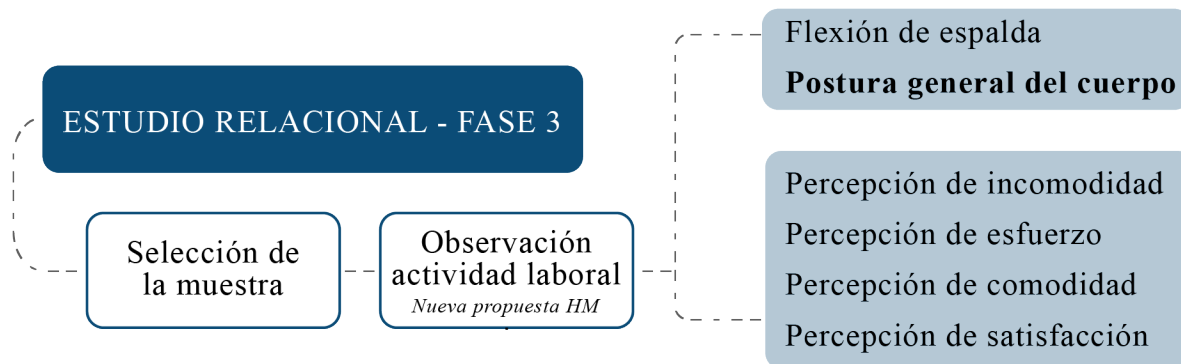 ESTUDIO RELACIONAL - FASE 3
Selección de
la muestra
Observación
actividad laboral
Nueva propuesta HM
Flexión de espalda
Postura general del cuerpo
Percepción de incomodidad
Percepción de esfuerzo
Percepción de comodidad
Percepción de satisfacción